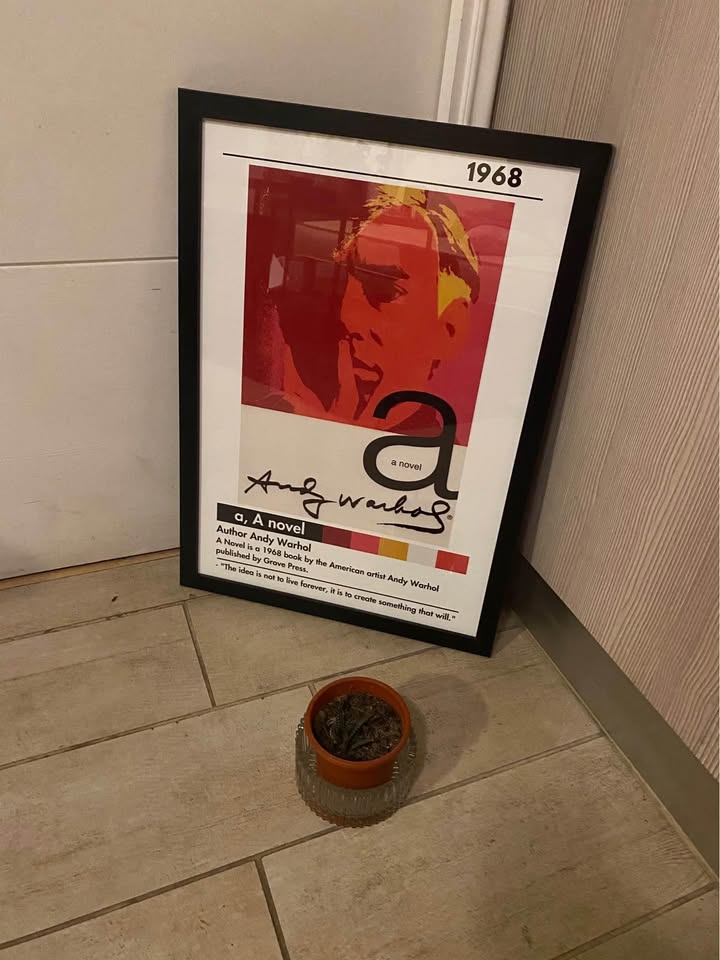 1968
a
a novel
Andy Warhol
a, A novel
Author Andy Warhol
A Novel is a 1968 book by the American artist Andy Warhol
published by Grove Press.
- "The idea is not to live forever, it is to create something that will."